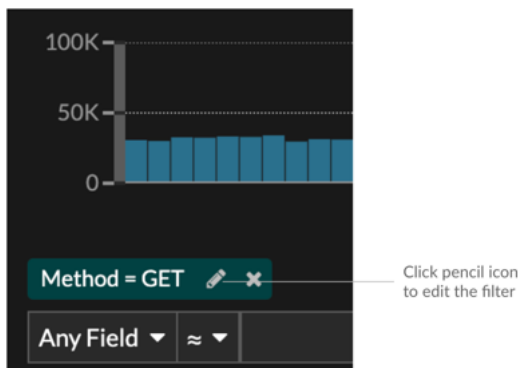 100K
50K
0
Method = GET
Click pencil icon
to edit the filter
Any Field ≈